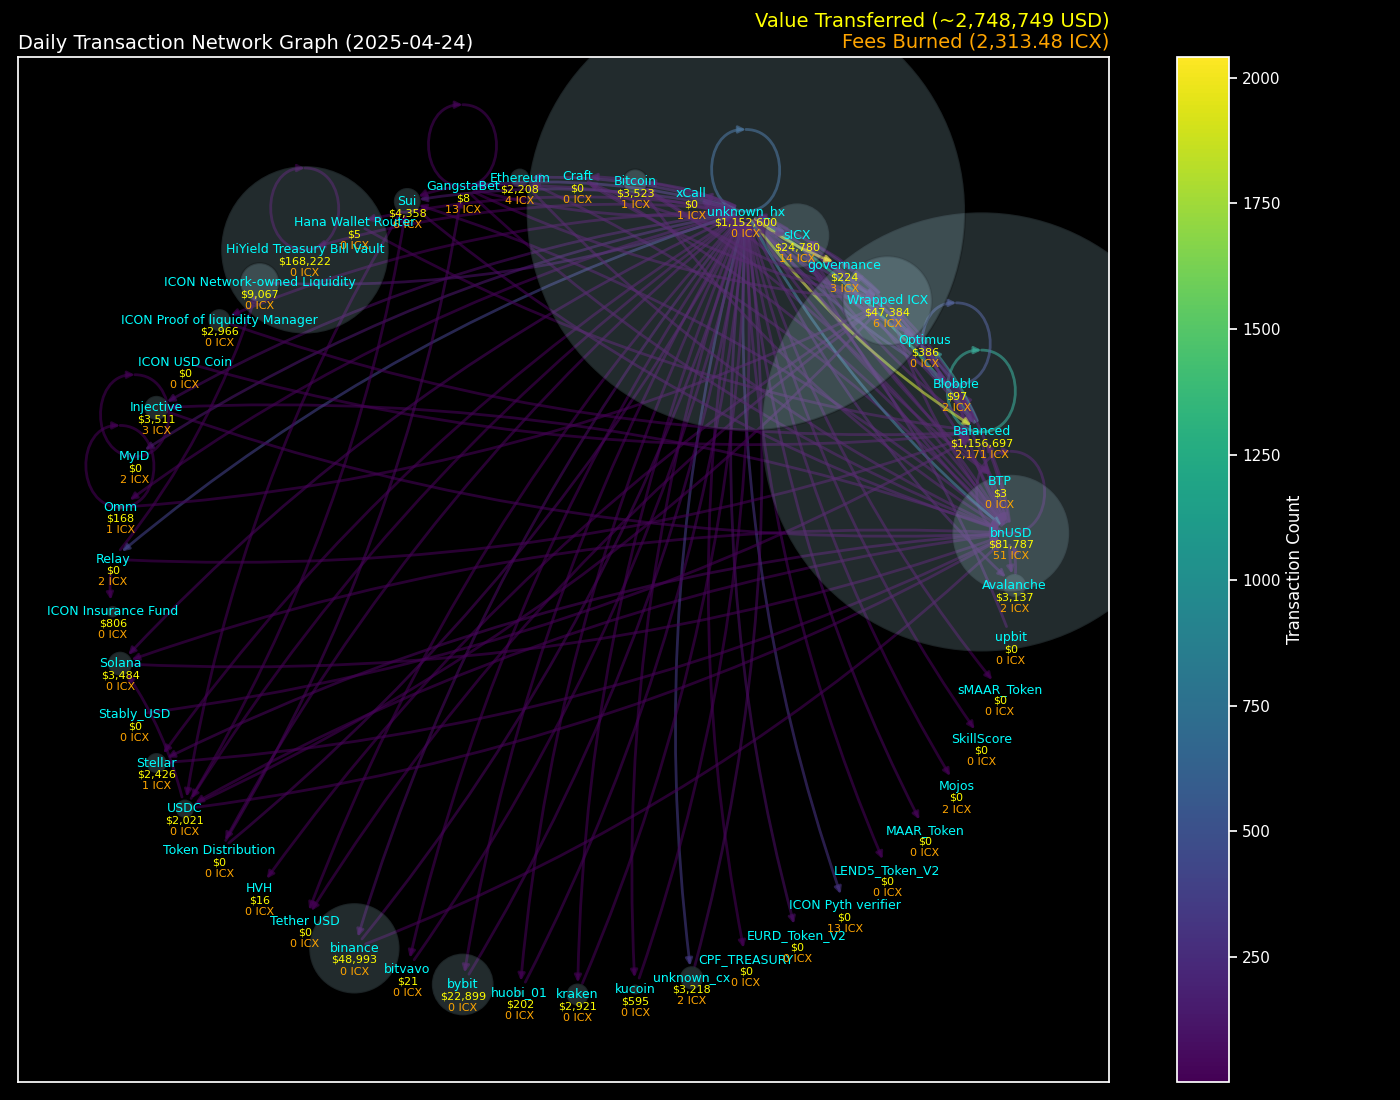 Value Transferred (~2,748,749 USD)
Daily Transaction Network Graph (2025-04-24)
Fees Burned (2,313.48 ICX)
unknown_hx
$1,152,600
0 ICX
xCall
$0
1 ICX
Bitcoin
$3,523
1 ICX
Craft
$0
0 ICX
Ethereum
$2,208
4 ICX
GangstaBet
$8
13 ICX
Sui
$4,358
6 ICX
Hana Wallet Router
$5
0 ICX
HiYield Treasury Bill Vault
$168,222
0 ICX
ICON Network-owned Liquidity
$9,067
0 ICX
ICON Proof of liquidity Manager
$2,966
0 ICX
ICON USD Coin
$0
0 ICX
Injective
$3,511
3 ICX
MyID
$0
2 ICX
Omm
$168
1 ICX
Relay
$0
2 ICX
ICON Insurance Fund
$806
0 ICX
Solana
$3,484
0 ICX
Stably_USD
$0
0 ICX
Stellar
$2,426
1 ICX
USDC
$2,021
0 ICX
Token Distribution
$0
0 ICX
HVH
$16
0 ICX
Tether USD
$0
0 ICX
binance
$48,993
0 ICX
bitvavo
$21
0 ICX
bybit
$22,899
0 ICX
huobi_01
$202
0 ICX
kraken
$2,921
0 ICX
kucoin
$595
0 ICX
unknown_cx
$3,218
2 ICX
CPF_TREASURY
$0
0 ICX
EURD_Token_V2
$0
0 ICX
ICON Pyth verifier
$0
13 ICX
LEND5_Token_V2
$0
0 ICX
MAAR_Token
$0
0 ICX
Mojos
$0
2 ICX
SkillScore
$0
0 ICX
sMAAR_Token
$0
0 ICX
upbit
$0
0 ICX
Avalanche
$3,137
2 ICX
bnUSD
$81,787
51 ICX
BTP
$3
0 ICX
Balanced
$1,156,697
2,171 ICX
Blobble
$97
2 ICX
Optimus
$386
0 ICX
Wrapped ICX
$47,384
6 ICX
governance
$224
3 ICX
sICX
$24,780
14 ICX
2000
1750
1500
1250
1000
750
500
250
Transaction Count